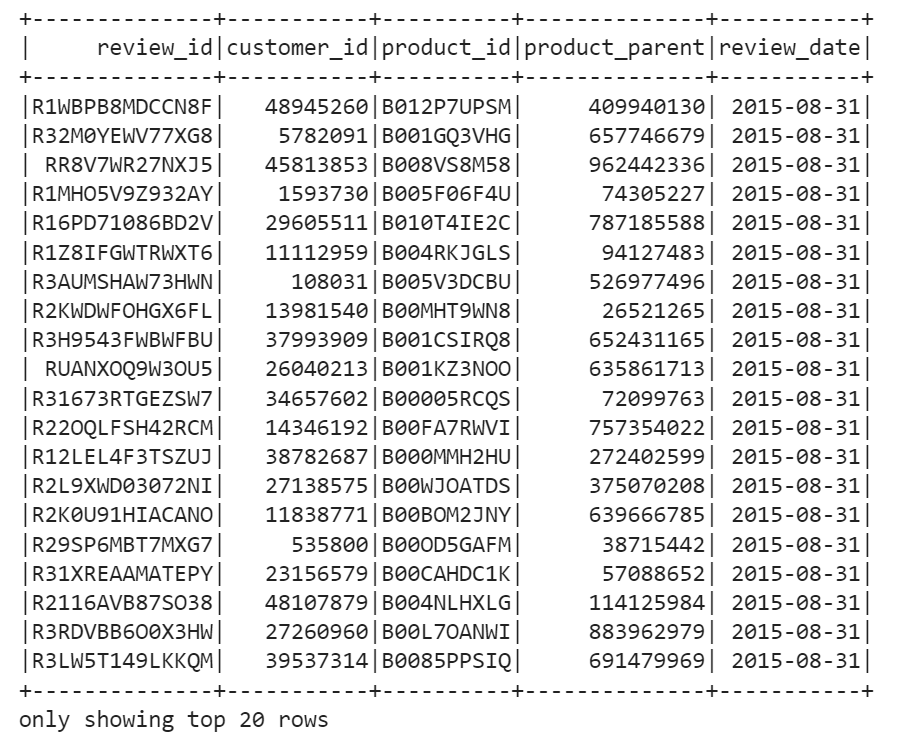 +--------------+-----------+----------+--------------+-----------+
|     review_id|customer_id|product_id|product_parent|review_date|
+--------------+-----------+----------+--------------+-----------+
|R1WBPB8MDCCN8F|   48945260|B012P7UPSM|     409940130| 2015-08-31|
|R32M0YEWV77XG8|    5782091|B001GQ3VHG|     657746679| 2015-08-31|
| RR8V7WR27NXJ5|   45813853|B008VS8M58|     962442336| 2015-08-31|
|R1MHO5V9Z932AY|    1593730|B005F06F4U|      74305227| 2015-08-31|
|R16PD71086BD2V|   29605511|B010T4IE2C|     787185588| 2015-08-31|
|R1Z8IFGWTRWXT6|   11112959|B004RKJGLS|      94127483| 2015-08-31|
|R3AUMSHAW73HWN|     108031|B005V3DCBU|     526977496| 2015-08-31|
|R2KWDWFOHGX6FL|   13981540|B00MHT9WN8|      26521265| 2015-08-31|
|R3H9543FWBWFBU|   37993909|B001CSIRQ8|     652431165| 2015-08-31|
| RUANXOQ9W3OU5|   26040213|B001KZ3NOO|     635861713| 2015-08-31|
|R31673RTGEZSW7|   34657602|B00005RCQS|      72099763| 2015-08-31|
|R22OQLFSH42RCM|   14346192|B00FA7RWVI|     757354022| 2015-08-31|
|R12LEL4F3TSZUJ|   38782687|B000MMH2HU|     272402599| 2015-08-31|
|R2L9XWD03072NI|   27138575|B00WJOATDS|     375070208| 2015-08-31|
|R2K0U91HIACANO|   11838771|B00BOM2JNY|     639666785| 2015-08-31|
|R29SP6MBT7MXG7|     535800|B00OD5GAFM|      38715442| 2015-08-31|
|R31XREAAMATEPY|   23156579|B00CAHDC1K|      57088652| 2015-08-31|
|R2116AVB87SO38|   48107879|B004NLHXLG|     114125984| 2015-08-31|
|R3RDVBB6O0X3HW|   27260960|B00L7OANWI|     883962979| 2015-08-31|
|R3LW5T149LKKQM|   39537314|B0085PPSIQ|     691479969| 2015-08-31|
+--------------+-----------+----------+--------------+-----------+
only showing top 20 rows